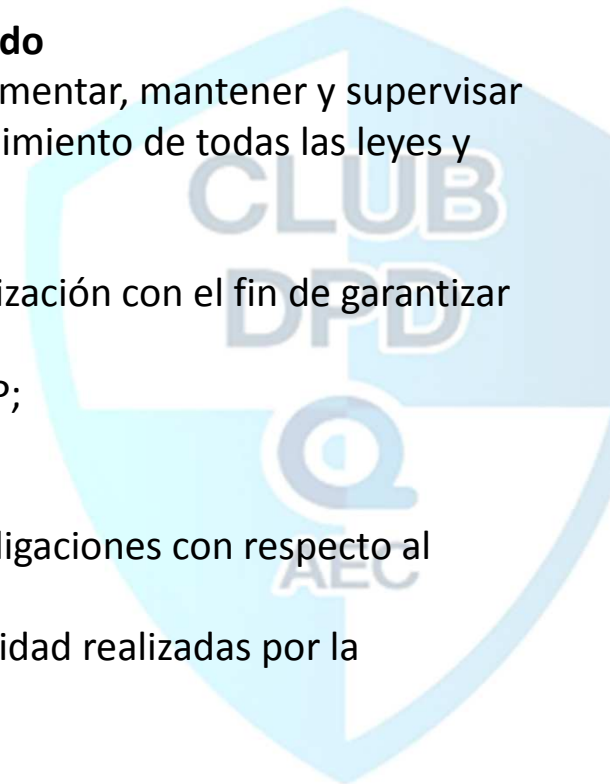 do
mentar, mantener y supervisar
dimiento de todas las leyes y
CLUB
ización con el fin de garantizar
DPD
P;
Q
ligaciones con respecto al
AEC
idad realizadas por la